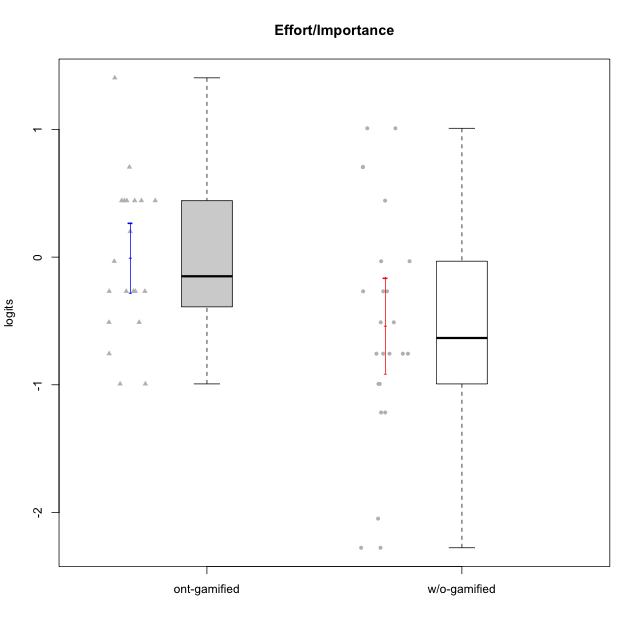 Effort/Importance
logits
1
0
-1
-2
ont-gamified
w/o-gamified